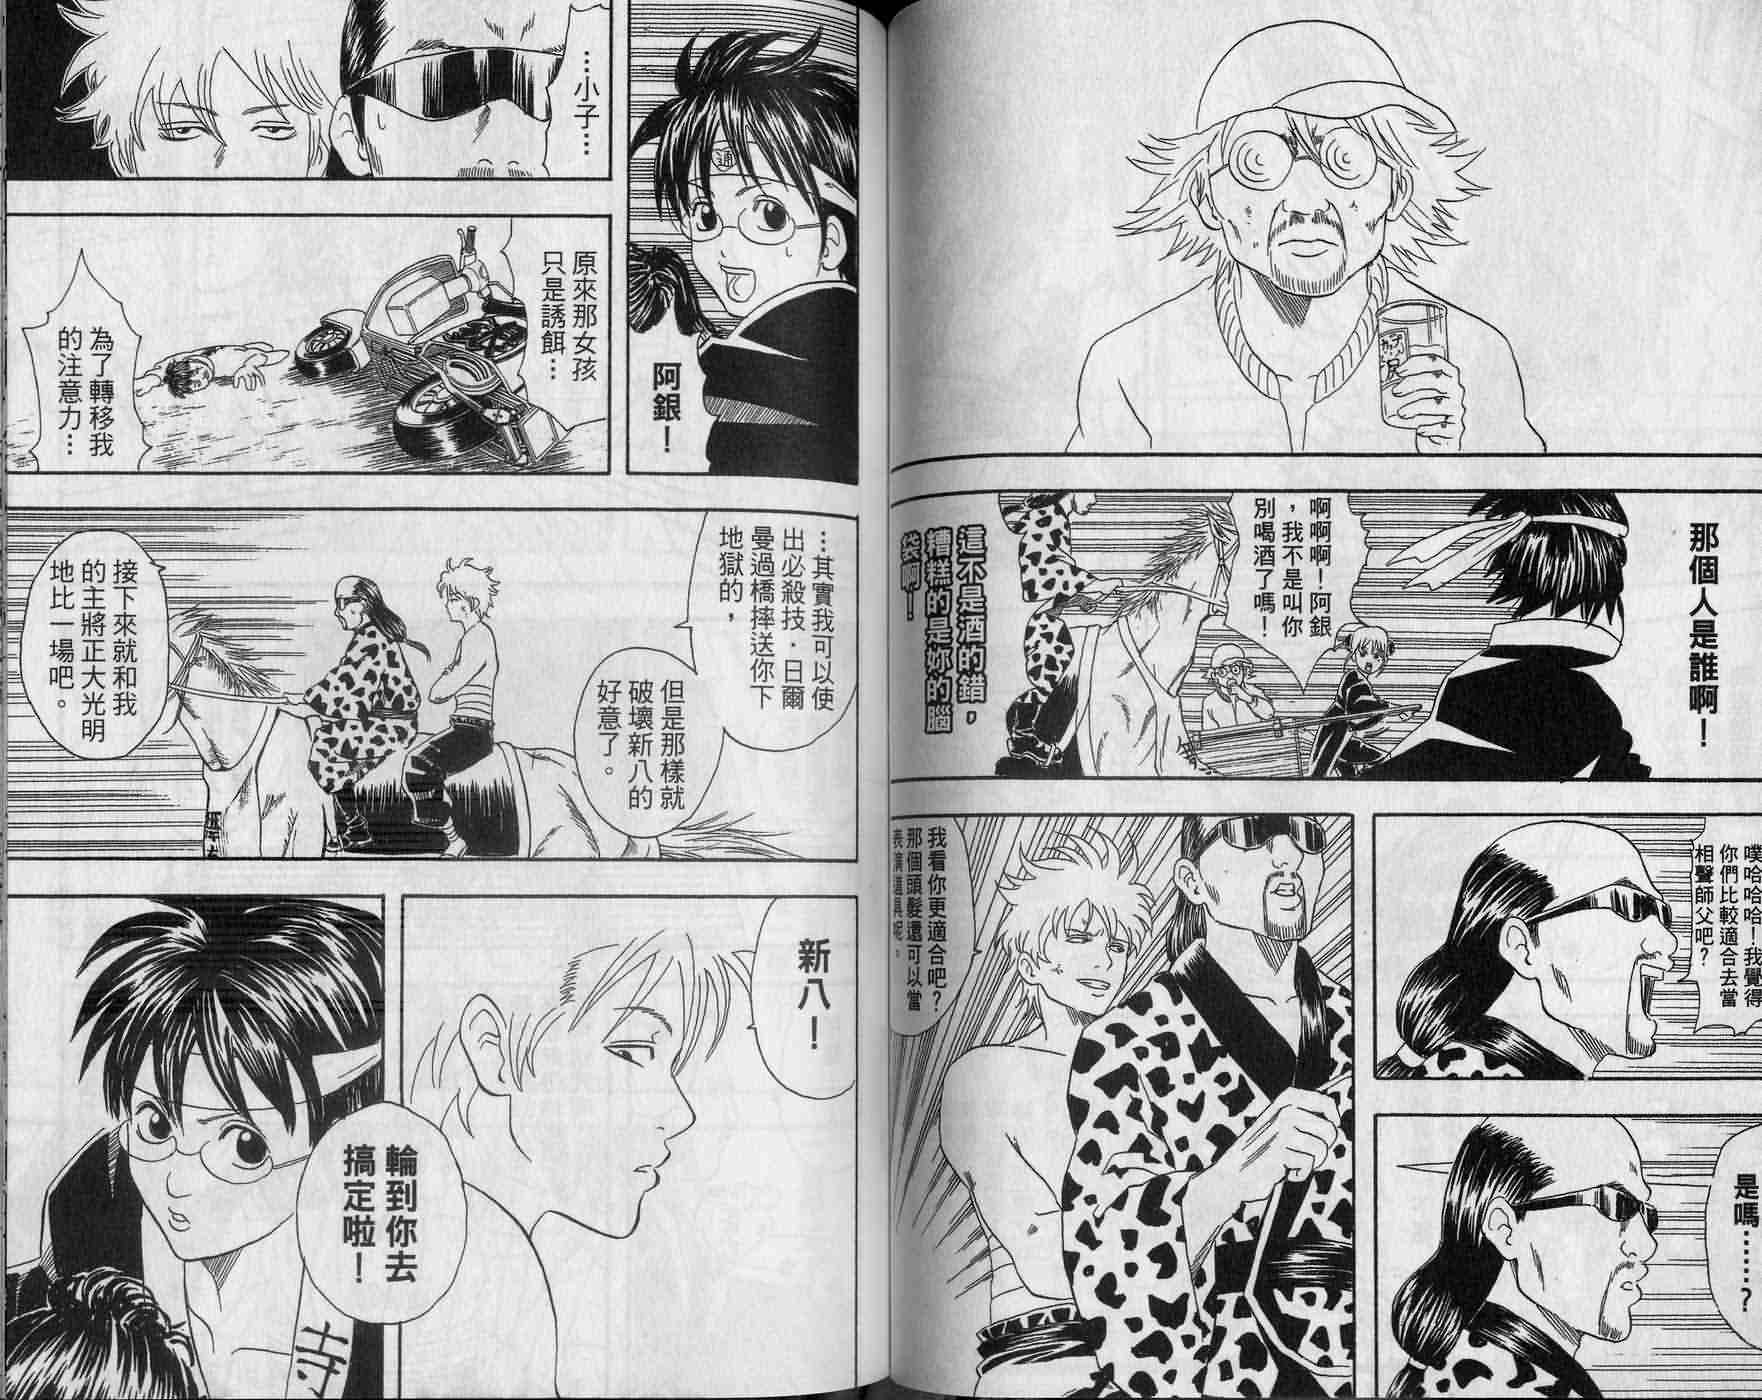 那個人是誰啊！
啊啊啊！阿銀
，我不是叫你
別喝酒了嗎！
這不是酒的錯，
糟糕的是妳的腦
袋啊！
噗哈哈哈！我覺得
你們比較適合去當
相聲師父吧？
我看你更適合吧？
那個頭髮還可以當
表演道具呢。
是嗎……？
阿銀！
…小子…
通
原來那女孩
只是誘餌…
為了轉移我
的注意力…
…其實我可以使
出必殺技．日爾
曼過橋摔送你下
地獄的，
但是那樣就
破壞新八的
好意了。
接下來就和我
的主將正大光明
地比一場吧。
新八！
輪到你去
搞定啦！
寺